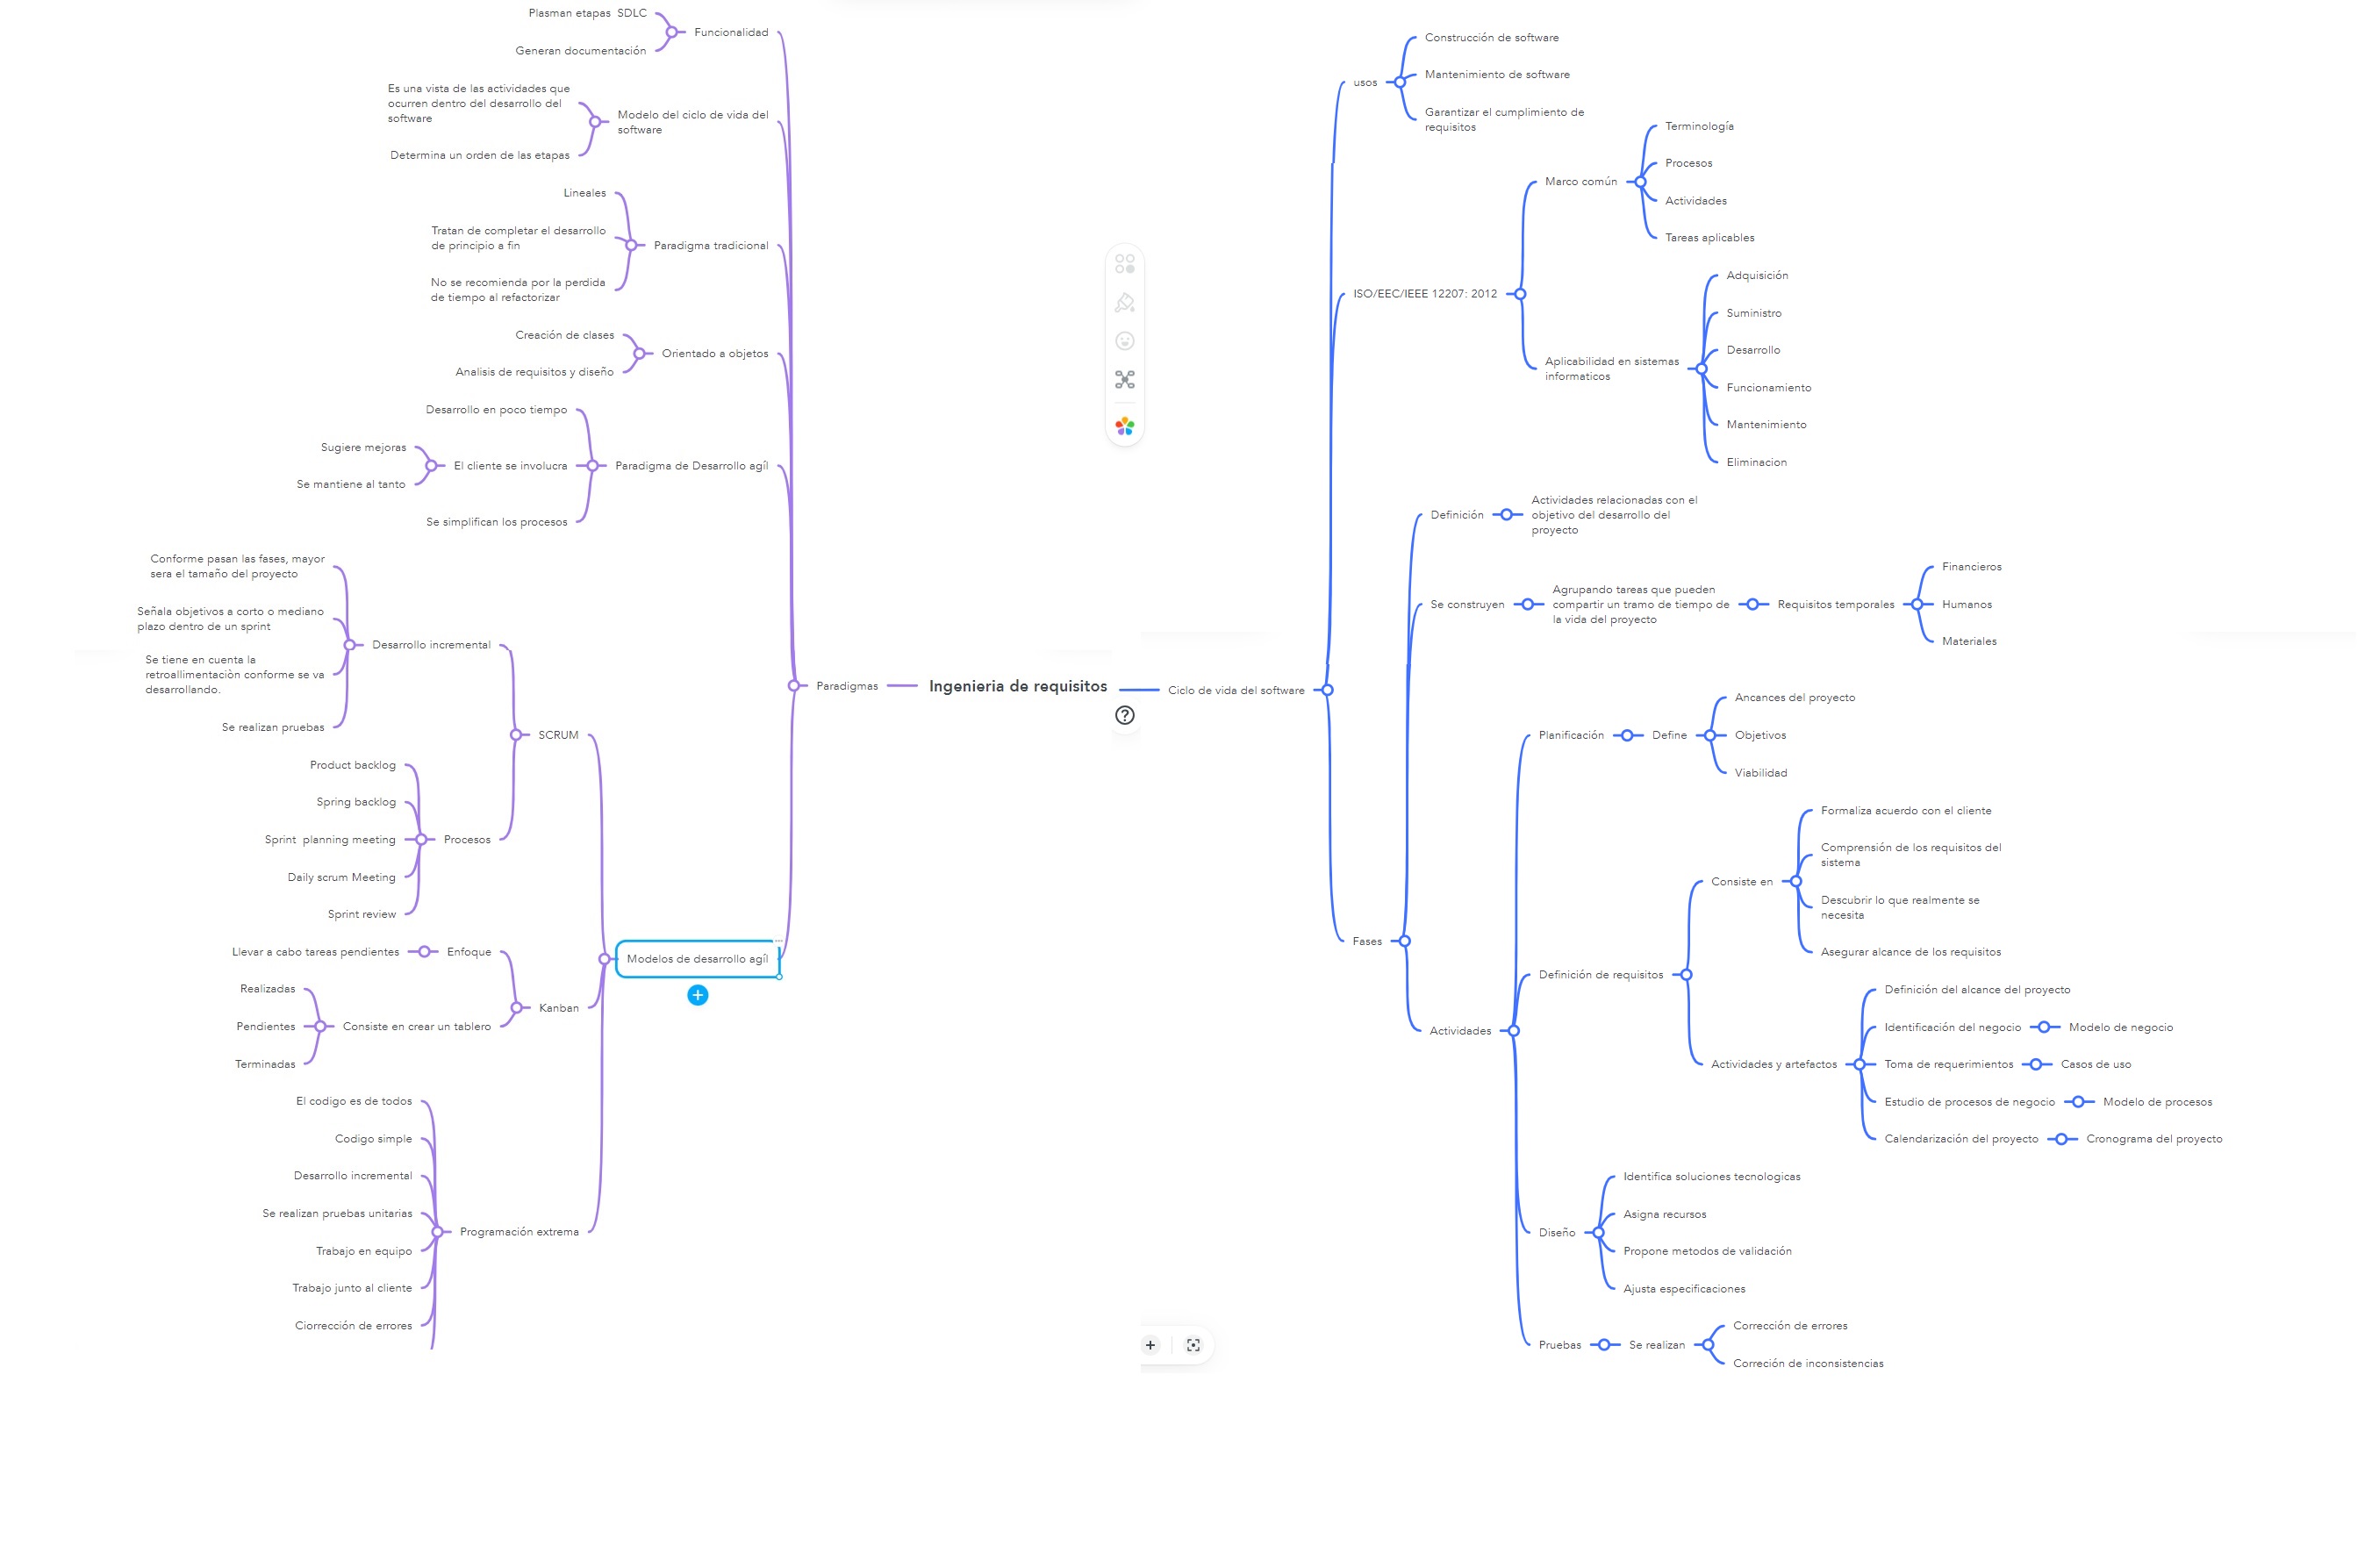 Plasman etapas  SDLC
Generan documentación
Funcionalidad
Es una vista de las actividades que
ocurren dentro del desarrollo del
software
Determina un orden de las etapas
Modelo del ciclo de vida del
software
Lineales
Tratan de completar el desarrollo
de principio a fin
No se recomienda por la perdida
de tiempo al refactorizar
Paradigma tradicional
Creación de clases
Analisis de requisitos y diseño
Orientado a objetos
Desarrollo en poco tiempo
Sugiere mejoras
Se mantiene al tanto
El cliente se involucra
Se simplifican los procesos
Paradigma de Desarrollo agíl
Conforme pasan las fases, mayor
sera el tamaño del proyecto
Señala objetivos a corto o mediano
plazo dentro de un sprint
Se tiene en cuenta la
retroallimentaciòn conforme se va
desarrollando.
Se realizan pruebas
Desarrollo incremental
SCRUM
Product backlog
Spring backlog
Sprint  planning meeting
Daily scrum Meeting
Sprint review
Procesos
Llevar a cabo tareas pendientes
Enfoque
Realizadas
Pendientes
Terminadas
Consiste en crear un tablero
Kanban
Modelos de desarrollo agíl
El codigo es de todos
Codigo simple
Desarrollo incremental
Se realizan pruebas unitarias
Trabajo en equipo
Trabajo junto al cliente
Ciorrección de errores
Programación extrema
Paradigmas
Ingenieria de requisitos
Ciclo de vida del software
usos
Construcción de software
Mantenimiento de software
Garantizar el cumplimiento de
requisitos
ISO/EEC/IEEE 12207: 2012
Marco común
Terminología
Procesos
Actividades
Tareas aplicables
Aplicabilidad en sistemas
informaticos
Adquisición
Suministro
Desarrollo
Funcionamiento
Mantenimiento
Eliminacion
Fases
Definición
Actividades relacionadas con el
objetivo del desarrollo del
proyecto
Se construyen
Agrupando tareas que pueden
compartir un tramo de tiempo de
la vida del proyecto
Requisitos temporales
Financieros
Humanos
Materiales
Actividades
Planificación
Define
Ancances del proyecto
Objetivos
Viabilidad
Definición de requisitos
Consiste en
Formaliza acuerdo con el cliente
Comprensión de los requisitos del
sistema
Descubrir lo que realmente se
necesita
Asegurar alcance de los requisitos
Actividades y artefactos
Definición del alcance del proyecto
Identificación del negocio
Modelo de negocio
Toma de requerimientos
Casos de uso
Estudio de procesos de negocio
Modelo de procesos
Calendarización del proyecto
Cronograma del proyecto
Diseño
Identifica soluciones tecnologicas
Asigna recursos
Propone metodos de validación
Ajusta especificaciones
Pruebas
Se realizan
Corrección de errores
Correción de inconsistencias